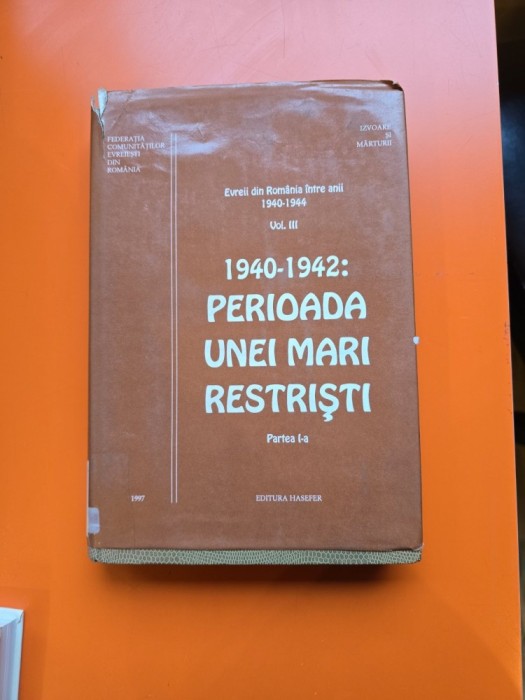 FEDERAȚIA
COMUNITĂȚILOR
EVREIEȘTI
DIN
ROMÂNIA
IZVOARE
ȘI
MĂRTURII
Evreii din România între anii
1940-1944
Vol. III
1940-1942:
PERIOADA
UNEI MARI
RESTRIŞTI
Partea I-a
1997
EDITURA HASEFER